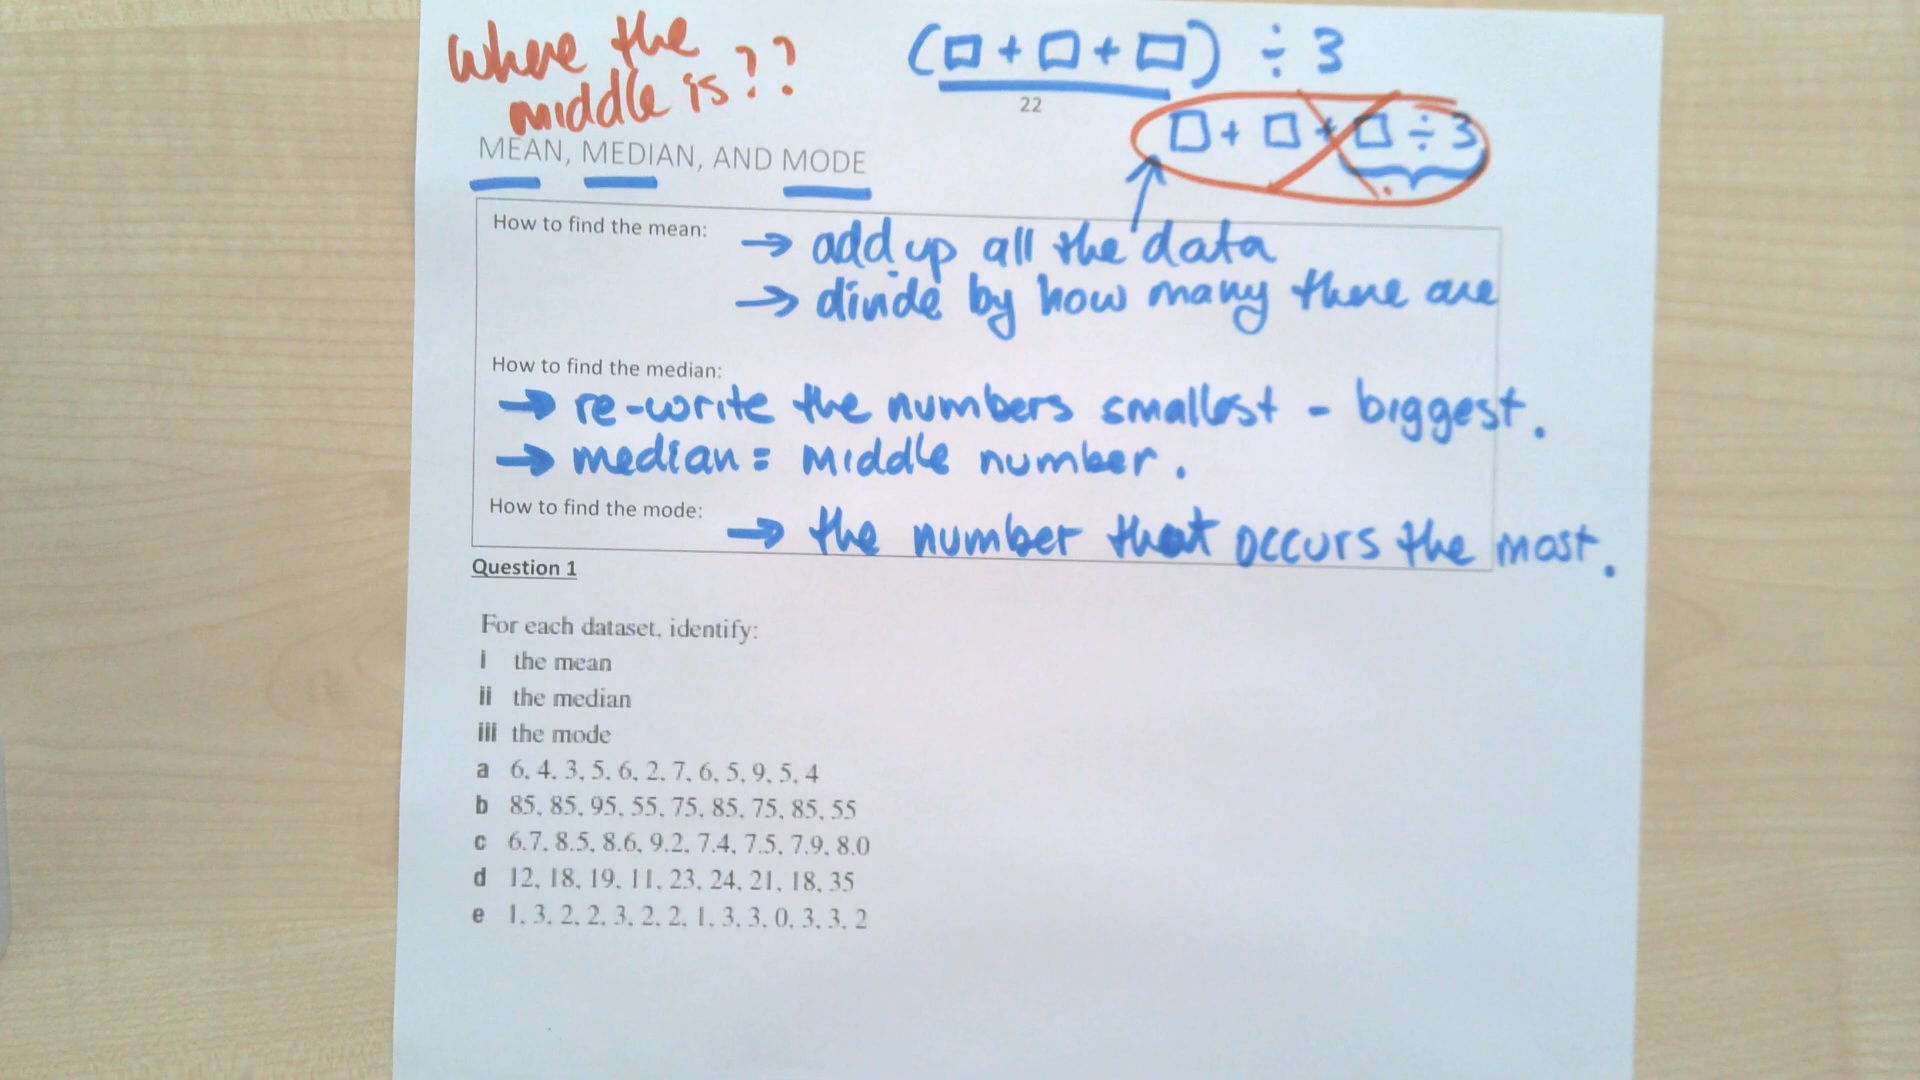 where the
middle is??
(□ + □ + □) ÷ 3
22
□ + □ + □ ÷ 3
MEAN, MEDIAN, AND MODE
How to find the mean:
→ add up all the data
→ divide by how many there are
How to find the median:
→ re-write the numbers smallest - biggest.
→ median = middle number.
How to find the mode:
→ the number that occurs the most.
Question 1
For each dataset, identify:
i the mean
ii the median
iii the mode
a 6, 4, 3, 5, 6, 2, 7, 6, 5, 9, 5, 4
b 85, 85, 95, 55, 75, 85, 75, 85, 55
c 6.7, 8.5, 8.6, 9.2, 7.4, 7.5, 7.9, 8.0
d 12, 18, 19, 11, 23, 24, 21, 18, 35
e 1, 3, 2, 2, 3, 2, 2, 1, 3, 3, 0, 3, 3, 2